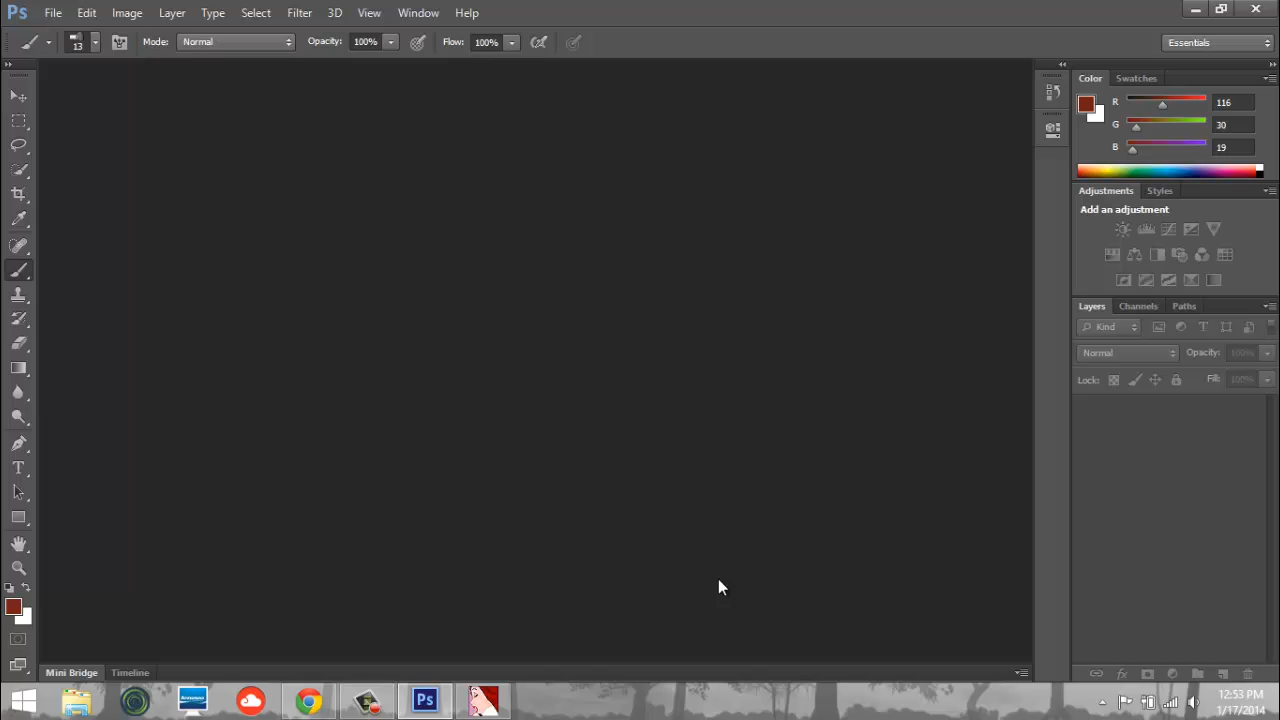 Ps File Edit Image Layer Type Select Filter 3D View Window Help
13 Mode: Normal Opacity: 100% Flow: 100% Essentials
Color Swatches
R 116
G 30
B 19
Adjustments Styles
Add an adjustment
Layers Channels Paths
Kind
Normal Opacity: 100%
Lock: Fill: 100%
Mini Bridge Timeline
Ps
12:53 PM
1/17/2014